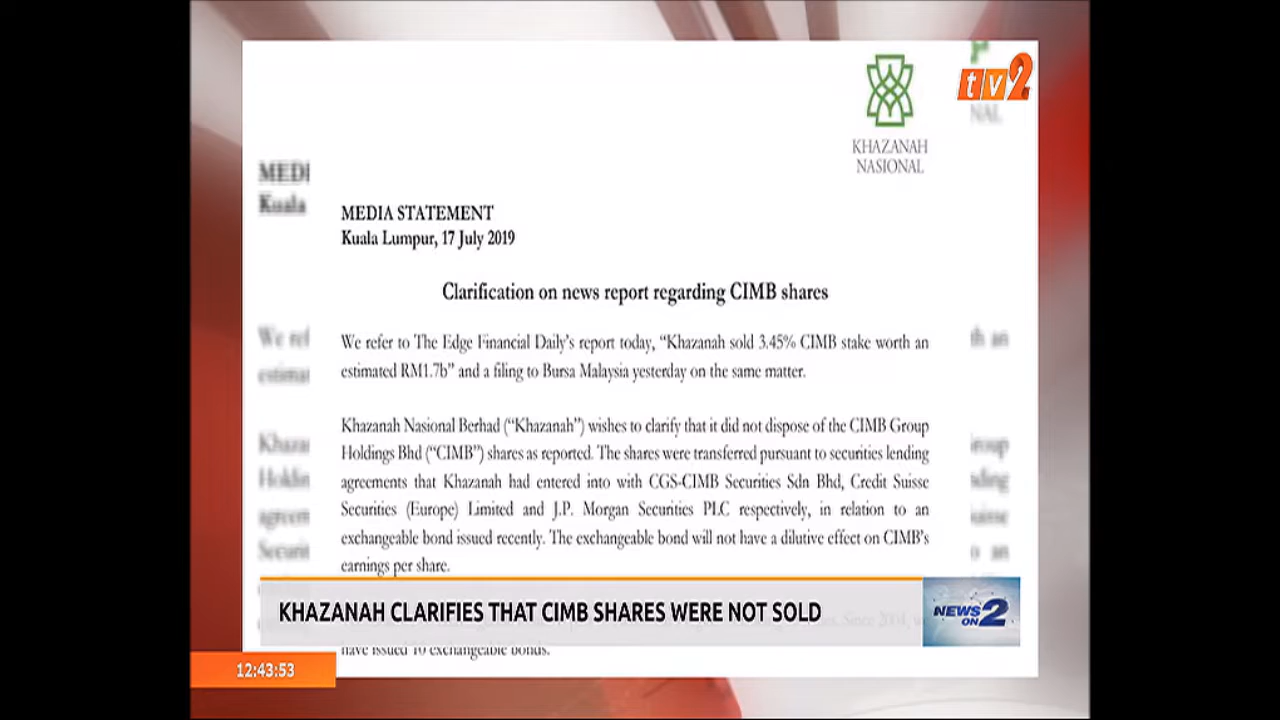 tv2
KHAZANAH
NASIONAL
MEDIA STATEMENT
Kuala Lumpur, 17 July 2019
Clarification on news report regarding CIMB shares
We refer to The Edge Financial Daily's report today, “Khazanah sold 3.45% CIMB stake worth an
estimated RM1.7b” and a filing to Bursa Malaysia yesterday on the same matter.
Khazanah Nasional Berhad (“Khazanah”) wishes to clarify that it did not dispose of the CIMB Group
Holdings Bhd (“CIMB”) shares as reported. The shares were transferred pursuant to securities lending
agreements that Khazanah had entered into with CGS-CIMB Securities Sdn Bhd, Credit Suisse
Securities (Europe) Limited and J.P. Morgan Securities PLC respectively, in relation to an
exchangeable bond issued recently. The exchangeable bond will not have a dilutive effect on CIMB's
earnings per share.
Since 2004,
have issued 10 exchangeable bonds.
KHAZANAH CLARIFIES THAT CIMB SHARES WERE NOT SOLD
NEWS
ON 2
12:43:53